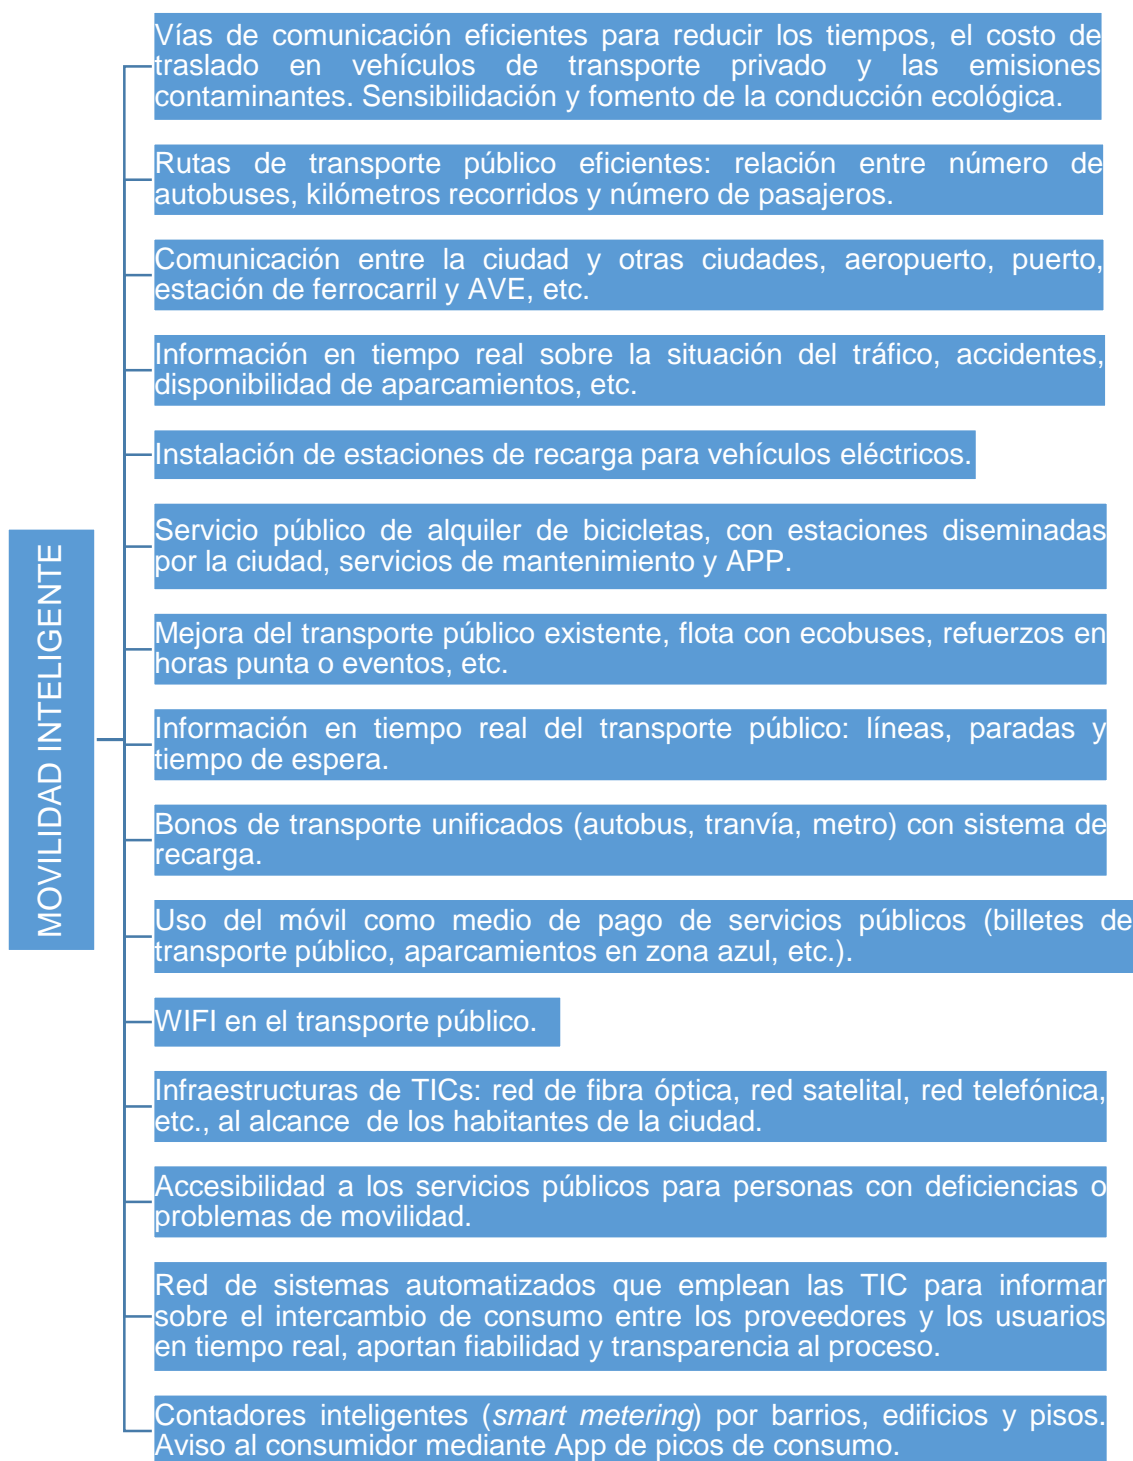 Vías de comunicación eficientes para reducir los tiempos, el costo de
traslado en vehículos de transporte privado y las emisiones
contaminantes. Sensibilidación y fomento de la conducción ecológica.
Rutas de transporte público eficientes: relación entre número de
autobuses, kilómetros recorridos y número de pasajeros.
Comunicación entre la ciudad y otras ciudades, aeropuerto, puerto,
estación de ferrocarril y AVE, etc.
Información en tiempo real sobre la situación del tráfico, accidentes,
disponibilidad de aparcamientos, etc.
Instalación de estaciones de recarga para vehículos eléctricos.
Servicio público de alquiler de bicicletas, con estaciones diseminadas
por la ciudad, servicios de mantenimiento y APP.
MOVILIDAD INTELIGENTE
Mejora del transporte público existente, flota con ecobuses, refuerzos en
horas punta o eventos, etc.
Información en tiempo real del transporte público: líneas, paradas y
tiempo de espera.
Bonos de transporte unificados (autobus, tranvía, metro) con sistema de
recarga.
Uso del móvil como medio de pago de servicios públicos (billetes de
transporte público, aparcamientos en zona azul, etc.).
WIFI en el transporte público.
Infraestructuras de TICs: red de fibra óptica, red satelital, red telefónica,
etc., al alcance de los habitantes de la ciudad.
Accesibilidad a los servicios públicos para personas con deficiencias o
problemas de movilidad.
Red de sistemas automatizados que emplean las TIC para informar
sobre el intercambio de consumo entre los proveedores y los usuarios
en tiempo real, aportan fiabilidad y transparencia al proceso.
Contadores inteligentes (smart metering) por barrios, edificios y pisos.
Aviso al consumidor mediante App de picos de consumo.